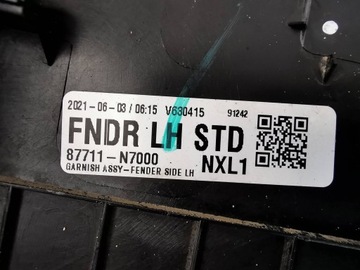 2021-06-03/06:15 V630415 91242
FNDR LH STD
87711-N7000 NXL1
GARNISH ASSY-FENDER SIDE LH